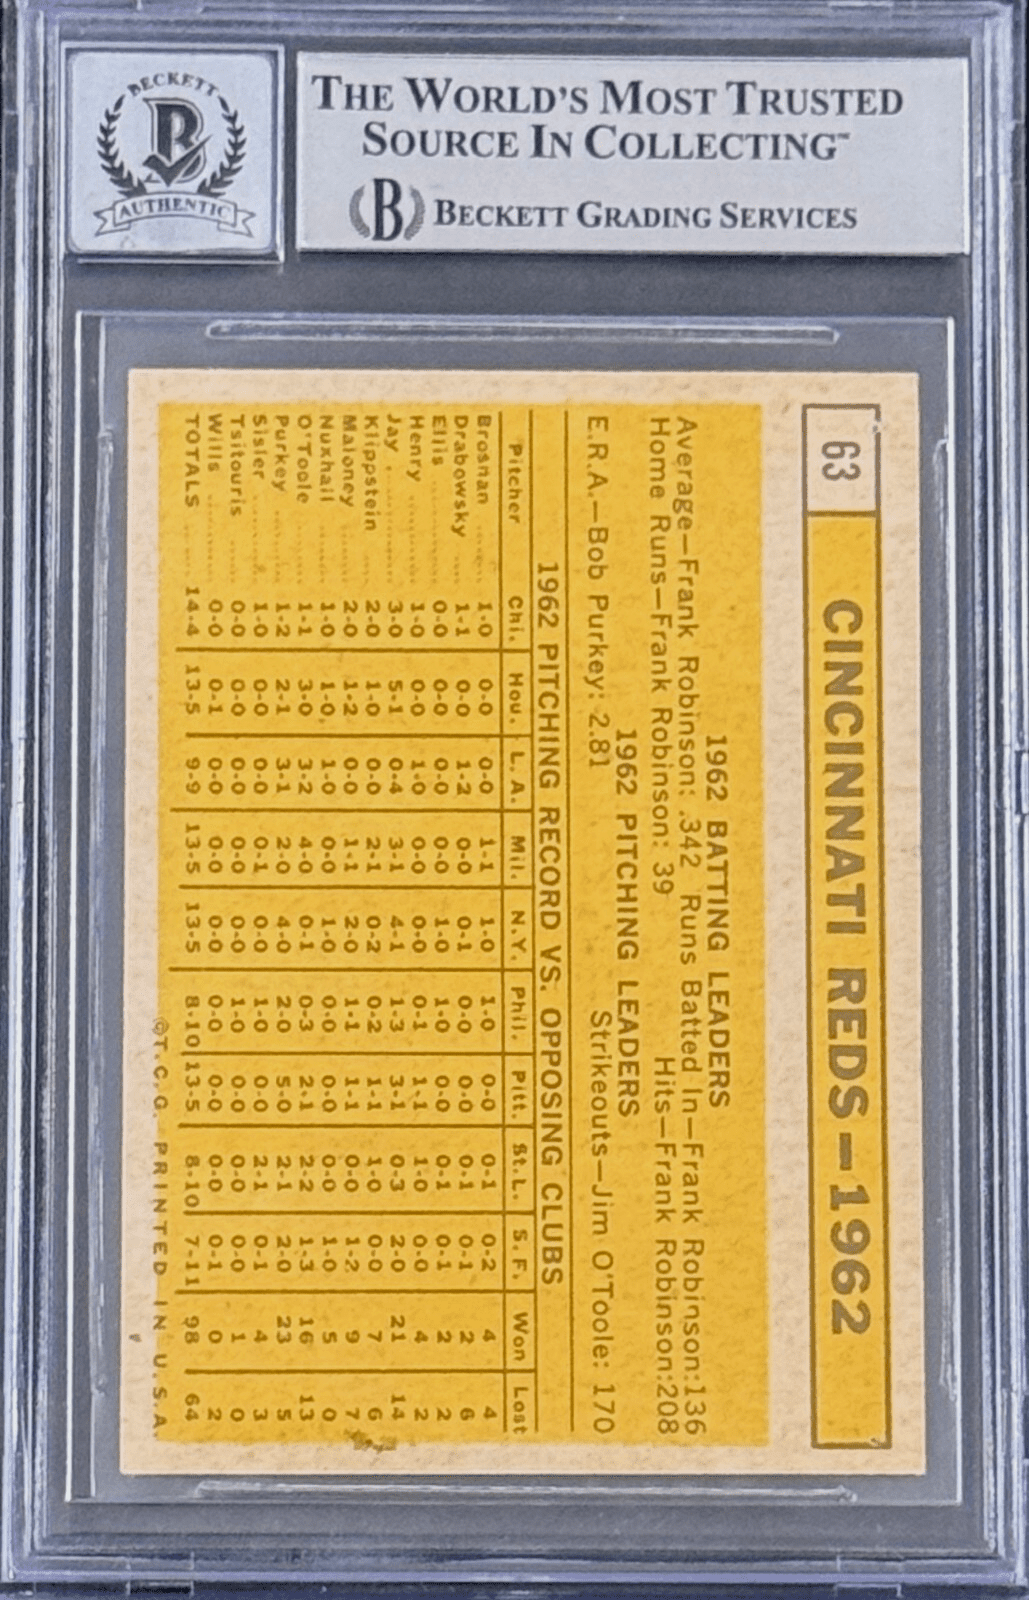 BECKETT
B
AUTHENTIC
THE WORLD'S MOST TRUSTED
SOURCE IN COLLECTING™
B BECKETT GRADING SERVICES
63 CINCINNATI REDS—1962
1962 BATTING LEADERS
Average—Frank Robinson: .342 Runs Batted In—Frank Robinson:136
Home Runs—Frank Robinson: 39 Hits—Frank Robinson:208
1962 PITCHING LEADERS
E.R.A.—Bob Purkey: 2.81 Strikeouts—Jim O'Toole: 170
1962 PITCHING RECORD VS. OPPOSING CLUBS
Pitcher Chi. Hou. L.A. Mil. N.Y. Phil. Pitt. St.L. S.F. Won Lost
Brosnan ...... 1-0 0-0 0-0 1-1 1-0 1-0 0-0 0-1 0-2 4 4
Drabowsky .... 1-1 0-0 1-2 0-0 0-1 0-0 0-0 0-1 0-1 2 6
Ellis .......... 0-0 0-0 0-0 0-0 1-0 1-0 0-0 0-1 0-1 2 2
Henry ........ 1-0 0-0 1-0 0-0 0-0 0-1 1-1 1-0 0-0 4 2
Jay .......... 3-0 5-1 0-4 3-1 4-1 1-3 3-1 0-3 2-0 21 14
Klippstein .... 2-0 1-0 0-0 2-1 0-2 0-2 1-1 1-0 0-0 7 6
Maloney ...... 2-0 1-2 0-0 1-1 2-0 1-1 1-1 0-0 1-2 9 7
Nuxhall ...... 1-0 1-0 1-0 0-0 1-0 0-0 0-0 0-0 1-0 5 0
O'Toole ...... 1-1 3-0 3-2 4-0 0-1 0-3 2-1 2-2 1-3 16 13
Purkey ....... 1-2 2-1 3-1 2-0 4-0 2-0 5-0 2-1 2-0 23 5
Sisler ........ 1-0 0-0 0-0 0-1 0-0 1-0 0-0 2-1 0-1 4 3
Tsitouris ..... 0-0 0-0 0-0 0-0 0-0 1-0 0-0 0-0 0-0 1 0
Wills ......... 0-0 0-1 0-0 0-0 0-0 0-0 0-0 0-0 0-1 0 2
TOTALS ...... 14-4 13-5 9-9 13-5 13-5 8-10 13-5 8-10 7-11 98 64
©T.C.G. PRINTED IN U.S.A.